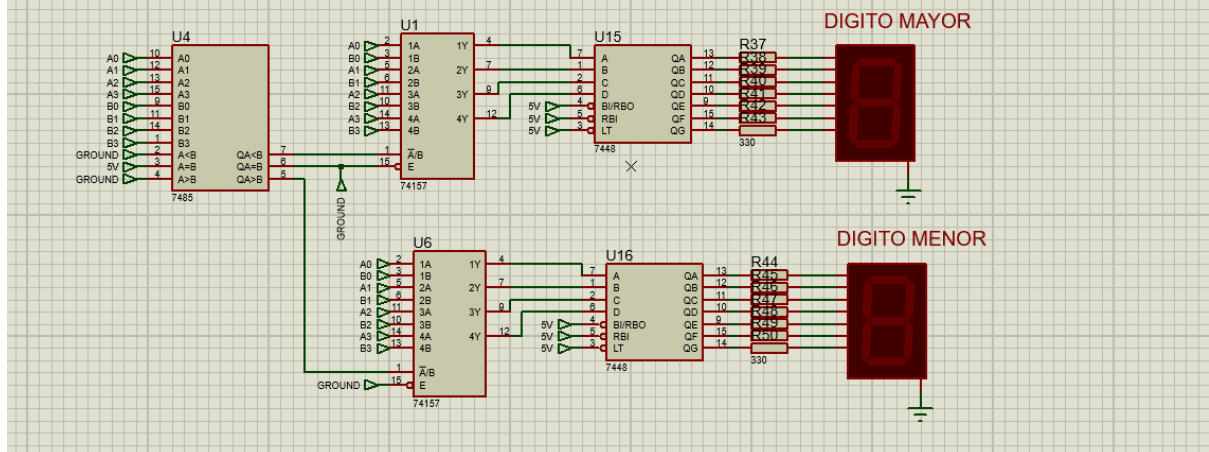 DIGITO MAYOR
U4
A0 10 A0
A1 12 A1
A2 13 A2
A3 15 A3
B0 9 B0
B1 11 B1
B2 14 B2
B3 1 B3
GROUND 2 A<B QA<B 7
5V 3 A=B QA=B 6
GROUND 4 A>B QA>B 5
7485
GROUND
U1
A0 2 1A 1Y 4
B0 3 1B
A1 5 2A 2Y 7
B1 6 2B
A2 11 3A 3Y 9
B2 10 3B
A3 14 4A 4Y 12
B3 13 4B
1 A/B
15 E
74157
U15
7 A QA 13
1 B QB 12
2 C QC 11
6 D QD 10
5V 4 BI/RBO QE 9
5V 5 RBI QF 15
5V 3 LT QG 14
7448
R37
R38
R39
R40
R41
R42
R43
330
DIGITO MENOR
U6
A0 2 1A 1Y 4
B0 3 1B
A1 5 2A 2Y 7
B1 6 2B
A2 11 3A 3Y 9
B2 10 3B
A3 14 4A 4Y 12
B3 13 4B
1 A/B
GROUND 15 E
74157
U16
7 A QA 13
1 B QB 12
2 C QC 11
6 D QD 10
5V 4 BI/RBO QE 9
5V 5 RBI QF 15
5V 3 LT QG 14
7448
R44
R45
R46
R47
R48
R49
R50
330